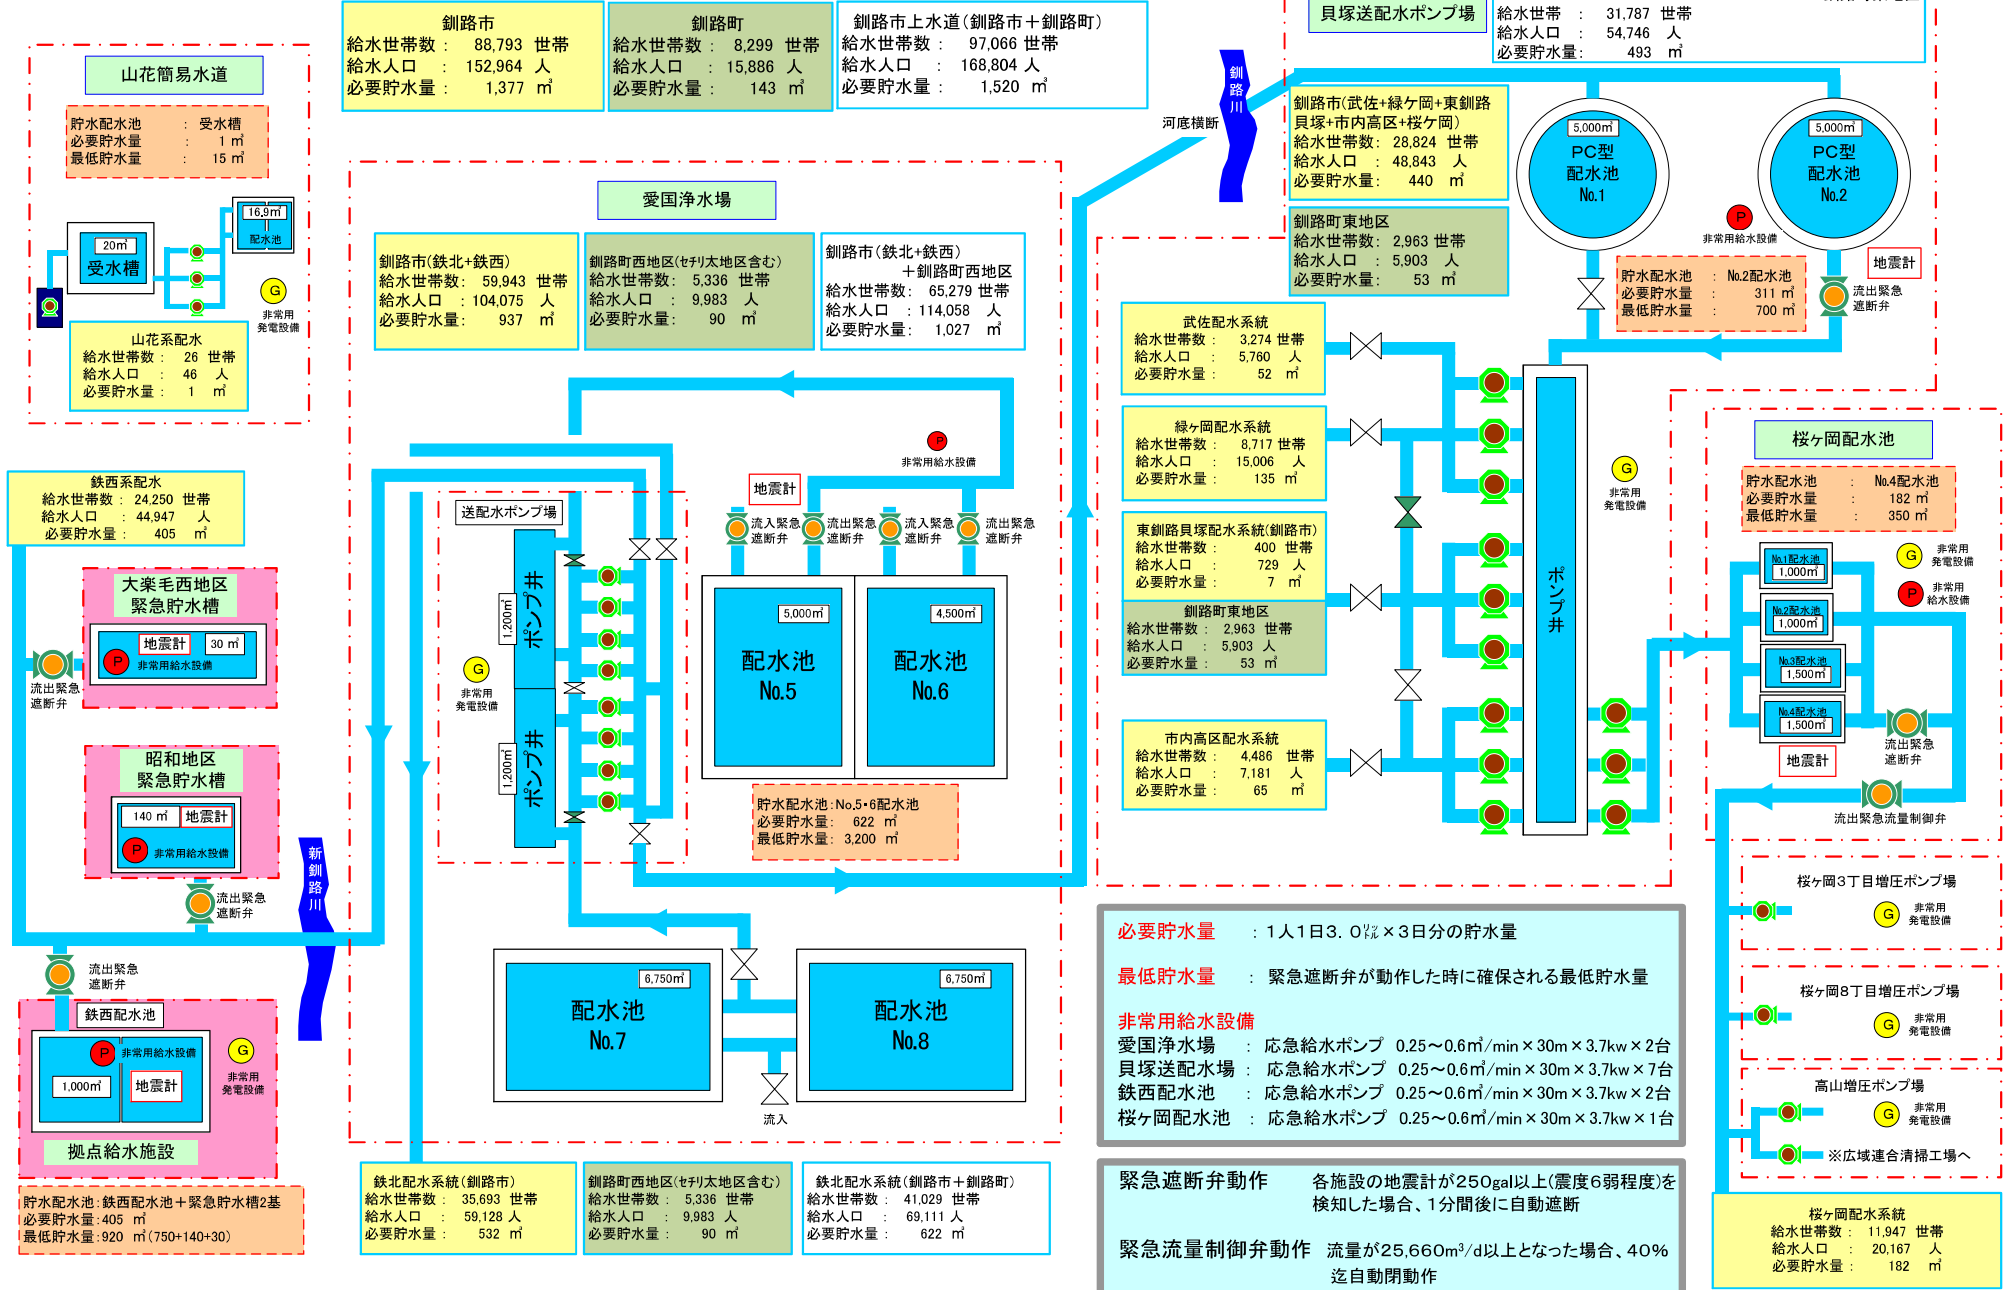 釧路市
給水世帯数 : 88,793 世帯
給水人口 : 152,964 人
必要貯水量 : 1,377 ㎥
釧路町
給水世帯数 : 8,299 世帯
給水人口 : 15,886 人
必要貯水量 : 143 ㎥
釧路市上水道(釧路市+釧路町)
給水世帯数 : 97,066 世帯
給水人口 : 168,804 人
必要貯水量 : 1,520 ㎥
貝塚送配水ポンプ場
給水世帯 : 31,787 世帯
給水人口 : 54,746 人
必要貯水量: 493 ㎥
山花簡易水道
貯水配水池 : 受水槽
必要貯水量 : 1 ㎥
最低貯水量 : 15 ㎥
16.9㎥
配水池
20㎥
受水槽
G
非常用
発電設備
山花系配水
給水世帯数 : 26 世帯
給水人口 : 46 人
必要貯水量 : 1 ㎥
釧路川
河底横断
愛国浄水場
釧路市(鉄北+鉄西)
給水世帯数: 59,943 世帯
給水人口 : 104,075 人
必要貯水量: 937 ㎥
釧路町西地区(セチリ太地区含む)
給水世帯数: 5,336 世帯
給水人口 : 9,983 人
必要貯水量: 90 ㎥
釧路市(鉄北+鉄西)
+釧路町西地区
給水世帯数: 65,279 世帯
給水人口 : 114,058 人
必要貯水量: 1,027 ㎥
釧路市(武佐+緑ケ岡+東釧路
貝塚+市内高区+桜ケ岡)
給水世帯数: 28,824 世帯
給水人口 : 48,843 人
必要貯水量: 440 ㎥
釧路町東地区
給水世帯数: 2,963 世帯
給水人口 : 5,903 人
必要貯水量: 53 ㎥
5,000㎥
PC型
配水池
№1
5,000㎥
PC型
配水池
№2
P
非常用給水設備
地震計
流出緊急
遮断弁
貯水配水池 : №2配水池
必要貯水量 : 311 ㎥
最低貯水量 : 700 ㎥
武佐配水系統
給水世帯数 : 3,274 世帯
給水人口 : 5,760 人
必要貯水量 : 52 ㎥
緑ヶ岡配水系統
給水世帯数 : 8,717 世帯
給水人口 : 15,006 人
必要貯水量 : 135 ㎥
東釧路貝塚配水系統(釧路市)
給水世帯数 : 400 世帯
給水人口 : 729 人
必要貯水量 : 7 ㎥
釧路町東地区
給水世帯数 : 2,963 世帯
給水人口 : 5,903 人
必要貯水量 : 53 ㎥
市内高区配水系統
給水世帯数 : 4,486 世帯
給水人口 : 7,181 人
必要貯水量 : 65 ㎥
ポンプ井
G
非常用
発電設備
桜ヶ岡配水池
貯水配水池 : №4配水池
必要貯水量 : 182 ㎥
最低貯水量 : 350 ㎥
№1配水池
1,000㎥
№2配水池
1,000㎥
№3配水池
1,500㎥
№4配水池
1,500㎥
G
非常用
発電設備
P
非常用
給水設備
地震計
流出緊急
遮断弁
流出緊急流量制御弁
鉄西系配水
給水世帯数 : 24,250 世帯
給水人口 : 44,947 人
必要貯水量 : 405 ㎥
大楽毛西地区
緊急貯水槽
地震計
30 ㎥
P
非常用給水設備
流出緊急
遮断弁
昭和地区
緊急貯水槽
140 ㎥
地震計
P
非常用給水設備
流出緊急
遮断弁
新釧路川
流出緊急
遮断弁
鉄西配水池
P
非常用給水設備
1,000㎥
地震計
G
非常用
発電設備
拠点給水施設
貯水配水池:鉄西配水池+緊急貯水槽2基
必要貯水量:405 ㎥
最低貯水量:920 ㎥(750+140+30)
送配水ポンプ場
1,200㎥
ポンプ井
1,200㎥
ポンプ井
G
非常用
発電設備
P
非常用給水設備
地震計
流入緊急
遮断弁
流出緊急
遮断弁
流入緊急
遮断弁
流出緊急
遮断弁
5,000㎥
配水池
№5
4,500㎥
配水池
№6
貯水配水池:No.5・6配水池
必要貯水量: 622 ㎥
最低貯水量: 3,200 ㎥
6,750㎥
配水池
№7
6,750㎥
配水池
№8
流入
鉄北配水系統(釧路市)
給水世帯数 : 35,693 世帯
給水人口 : 59,128 人
必要貯水量 : 532 ㎥
釧路町西地区(セチリ太地区含む)
給水世帯数 : 5,336 世帯
給水人口 : 9,983 人
必要貯水量 : 90 ㎥
鉄北配水系統(釧路市+釧路町)
給水世帯数 : 41,029 世帯
給水人口 : 69,111 人
必要貯水量 : 622 ㎥
必要貯水量 : 1人1日3.0㍑×3日分の貯水量
最低貯水量 : 緊急遮断弁が動作した時に確保される最低貯水量
非常用給水設備
愛国浄水場 : 応急給水ポンプ 0.25~0.6㎥/min×30m×3.7kw×2台
貝塚送配水場 : 応急給水ポンプ 0.25~0.6㎥/min×30m×3.7kw×7台
鉄西配水池 : 応急給水ポンプ 0.25~0.6㎥/min×30m×3.7kw×2台
桜ヶ岡配水池 : 応急給水ポンプ 0.25~0.6㎥/min×30m×3.7kw×1台
緊急遮断弁動作 各施設の地震計が250gal以上(震度6弱程度)を
検知した場合、1分間後に自動遮断
緊急流量制御弁動作 流量が25,660m³/d以上となった場合、40%
迄自動閉動作
桜ヶ岡3丁目増圧ポンプ場
G
非常用
発電設備
桜ヶ岡8丁目増圧ポンプ場
G
非常用
発電設備
高山増圧ポンプ場
G
非常用
発電設備
※広域連合清掃工場へ
桜ヶ岡配水系統
給水世帯数 : 11,947 世帯
給水人口 : 20,167 人
必要貯水量 : 182 ㎥